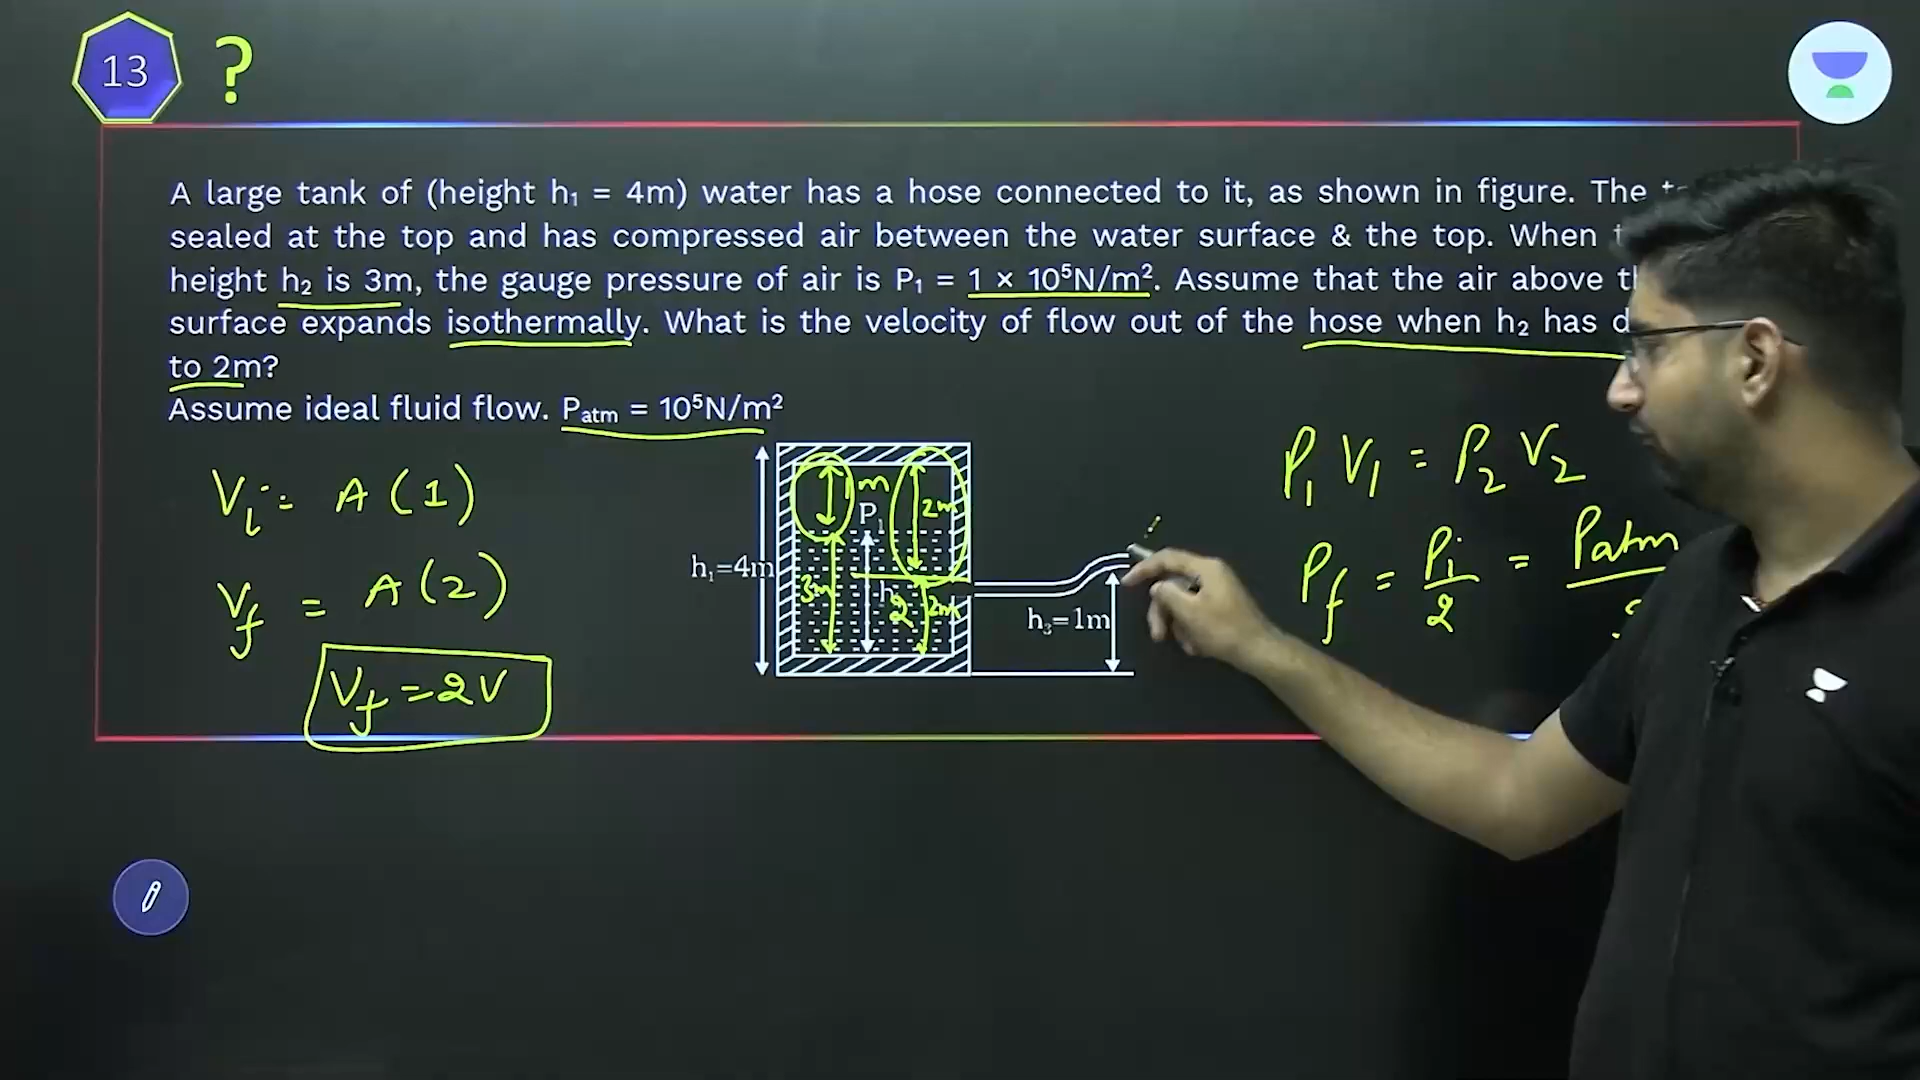 13 ?
A large tank of (height h₁ = 4m) water has a hose connected to it, as shown in figure. The
sealed at the top and has compressed air between the water surface & the top. When
height h₂ is 3m, the gauge pressure of air is P₁ = 1 × 10⁵N/m². Assume that the air above
surface expands isothermally. What is the velocity of flow out of the hose when h₂ has
to 2m?
Assume ideal fluid flow. Pₐₜₘ = 10⁵N/m²
Vᵢ = A (1)
V_f = A (2)
V_f = 2V
1m
P₁
2m
h₁=4m
3m
h₂
2m
h₃=1m
P₁ V₁ = P₂ V₂
P_f = Pᵢ/2 = Patm/